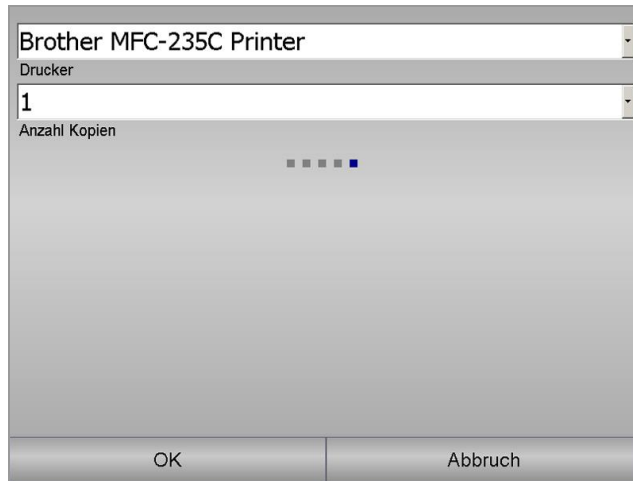 Brother MFC-235C Printer
Drucker
1
Anzahl Kopien
OK
Abbruch